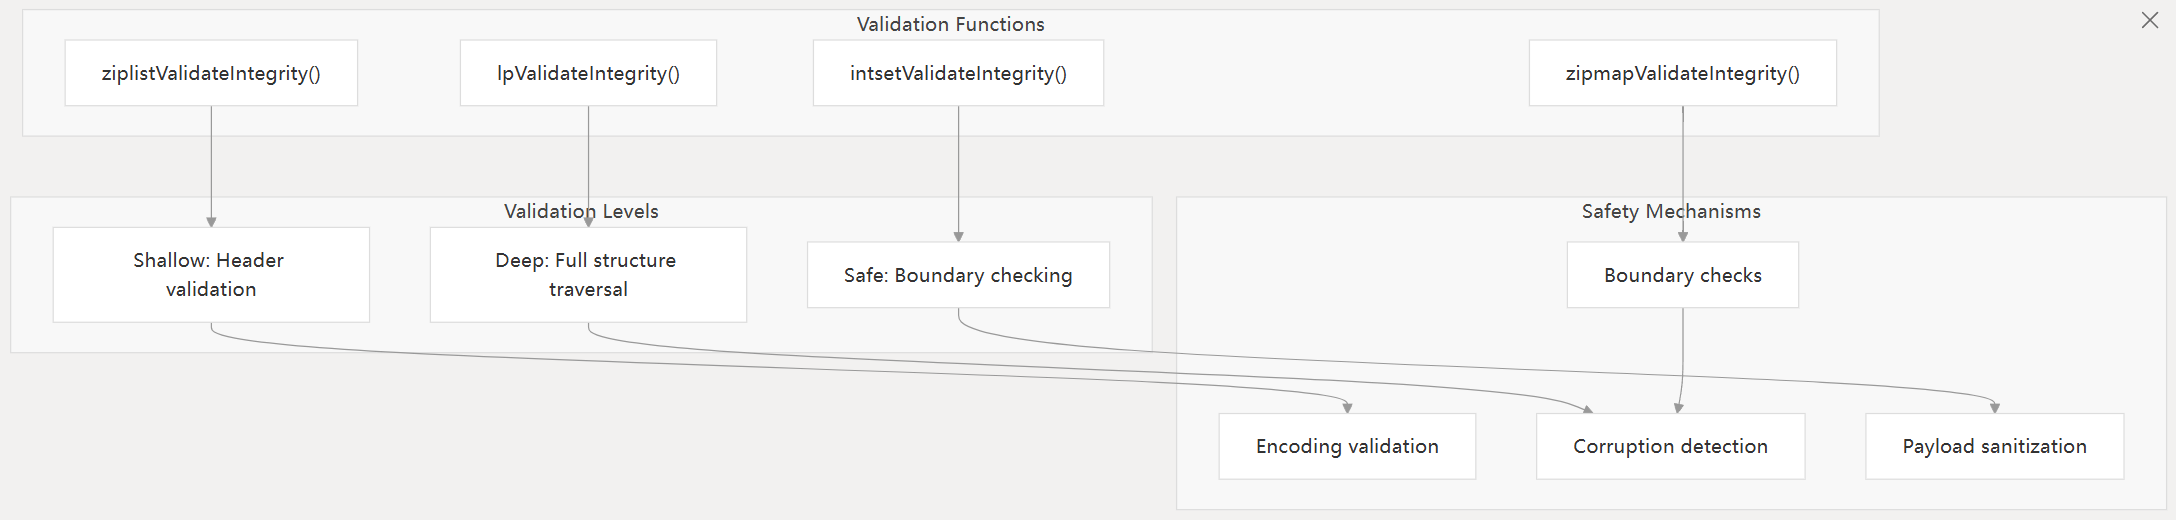 Validation Functions
ziplistValidateIntegrity()
lpValidateIntegrity()
intsetValidateIntegrity()
zipmapValidateIntegrity()
Validation Levels
Shallow: Header
validation
Deep: Full structure
traversal
Safe: Boundary checking
Safety Mechanisms
Boundary checks
Encoding validation
Corruption detection
Payload sanitization